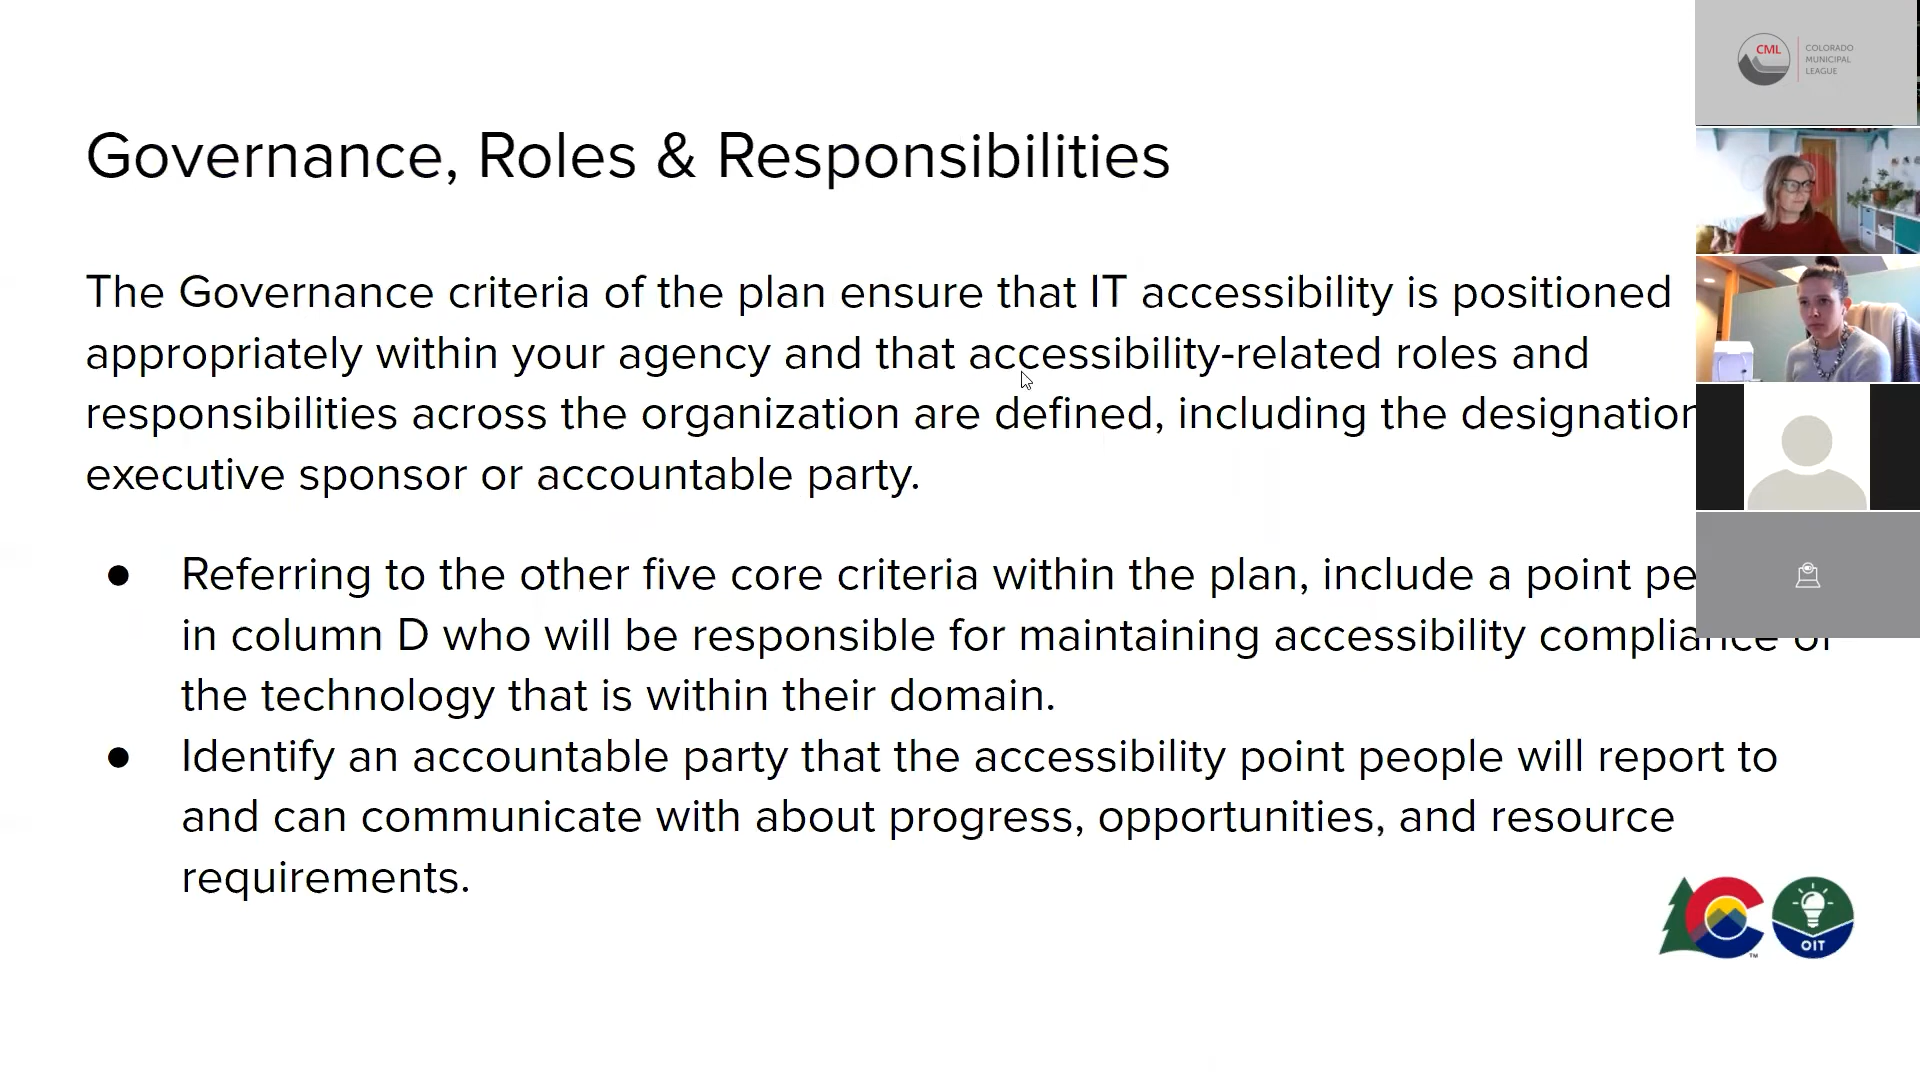 CML
COLORADO
MUNICIPAL
LEAGUE
Governance, Roles & Responsibilities
The Governance criteria of the plan ensure that IT accessibility is positioned
appropriately within your agency and that accessibility-related roles and
responsibilities across the organization are defined, including the designation
executive sponsor or accountable party.
● Referring to the other five core criteria within the plan, include a point pe
in column D who will be responsible for maintaining accessibility compliance of
the technology that is within their domain.
● Identify an accountable party that the accessibility point people will report to
and can communicate with about progress, opportunities, and resource
requirements.
TM
OIT